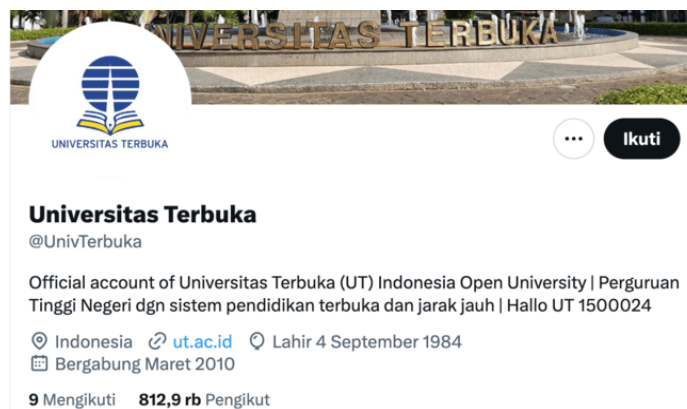 UNIVERSITAS TERBUKA
UNIVERSITAS TERBUKA
Ikuti
Universitas Terbuka
@UnivTerbuka
Official account of Universitas Terbuka (UT) Indonesia Open University | Perguruan
Tinggi Negeri dgn sistem pendidikan terbuka dan jarak jauh | Hallo UT 1500024
Indonesia ut.ac.id Lahir 4 September 1984
Bergabung Maret 2010
9 Mengikuti 812,9 rb Pengikut